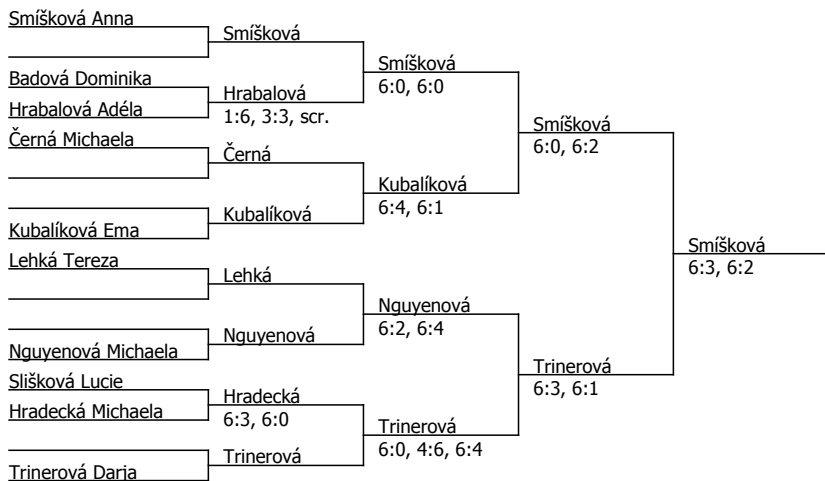 Smíšková Anna
Badová Dominika
Hrabalová Adéla
Černá Michaela
Kubalíková Ema
Lehká Tereza
Nguyenová Michaela
Slišková Lucie
Hradecká Michaela
Trinerová Darja
Smíšková
Hrabalová
1:6, 3:3, scr.
Černá
Kubalíková
Lehká
Nguyenová
Hradecká
6:3, 6:0
Trinerová
Smíšková
6:0, 6:0
Kubalíková
6:4, 6:1
Nguyenová
6:2, 6:4
Trinerová
6:0, 4:6, 6:4
Smíšková
6:0, 6:2
Trinerová
6:3, 6:1
Smíšková
6:3, 6:2